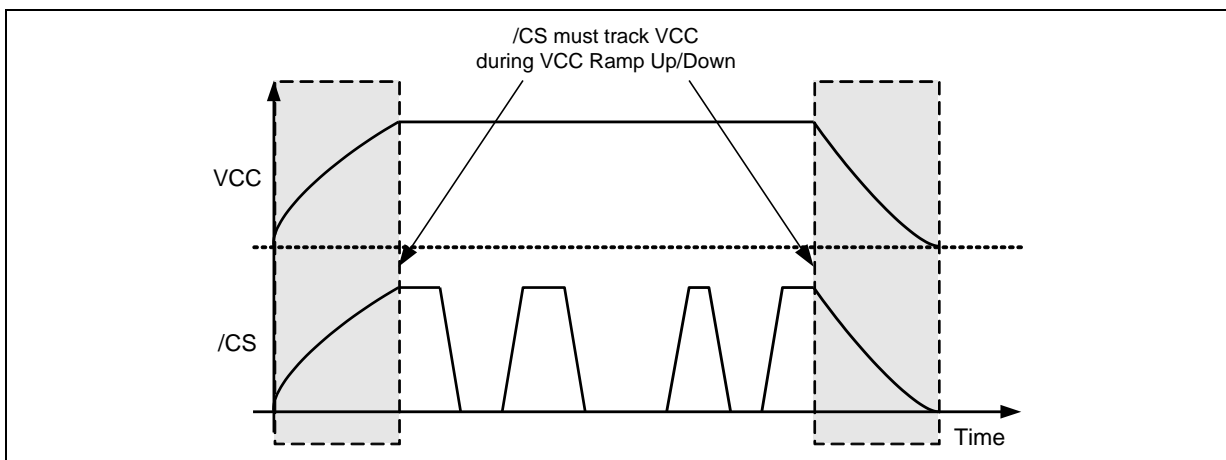 /CS must track VCC
during VCC Ramp Up/Down
VCC
/CS
Time